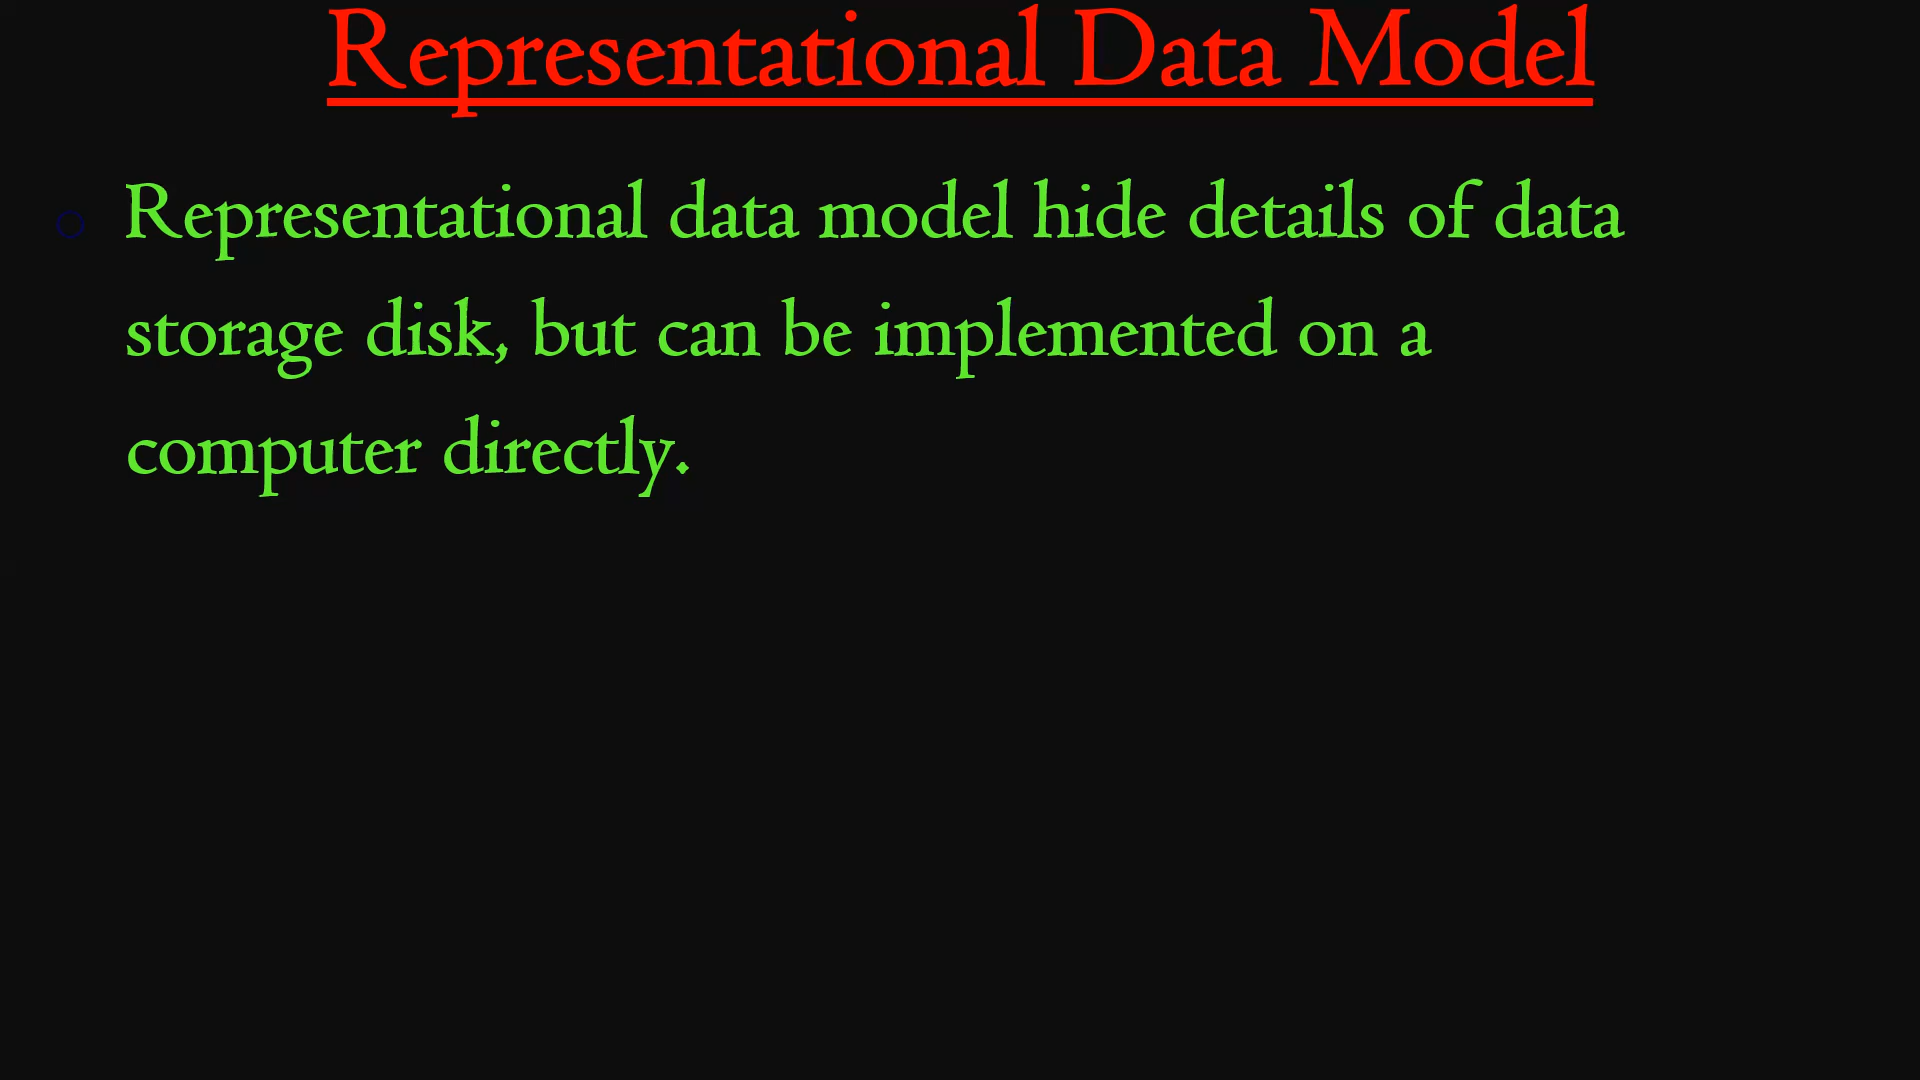 Representational Data Model
Representational data model hide details of data
storage disk, but can be implemented on a
computer directly.